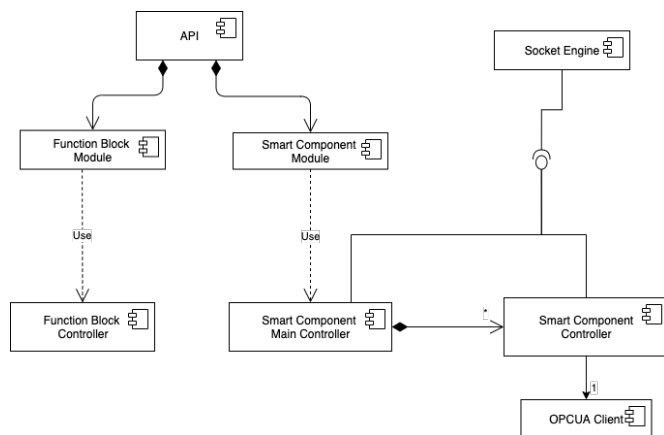 API
Socket Engine
Function Block
Module
Smart Component
Module
Use
Use
*
Function Block
Controller
Smart Component
Main Controller
Smart Component
Controller
1
OPCUA Client